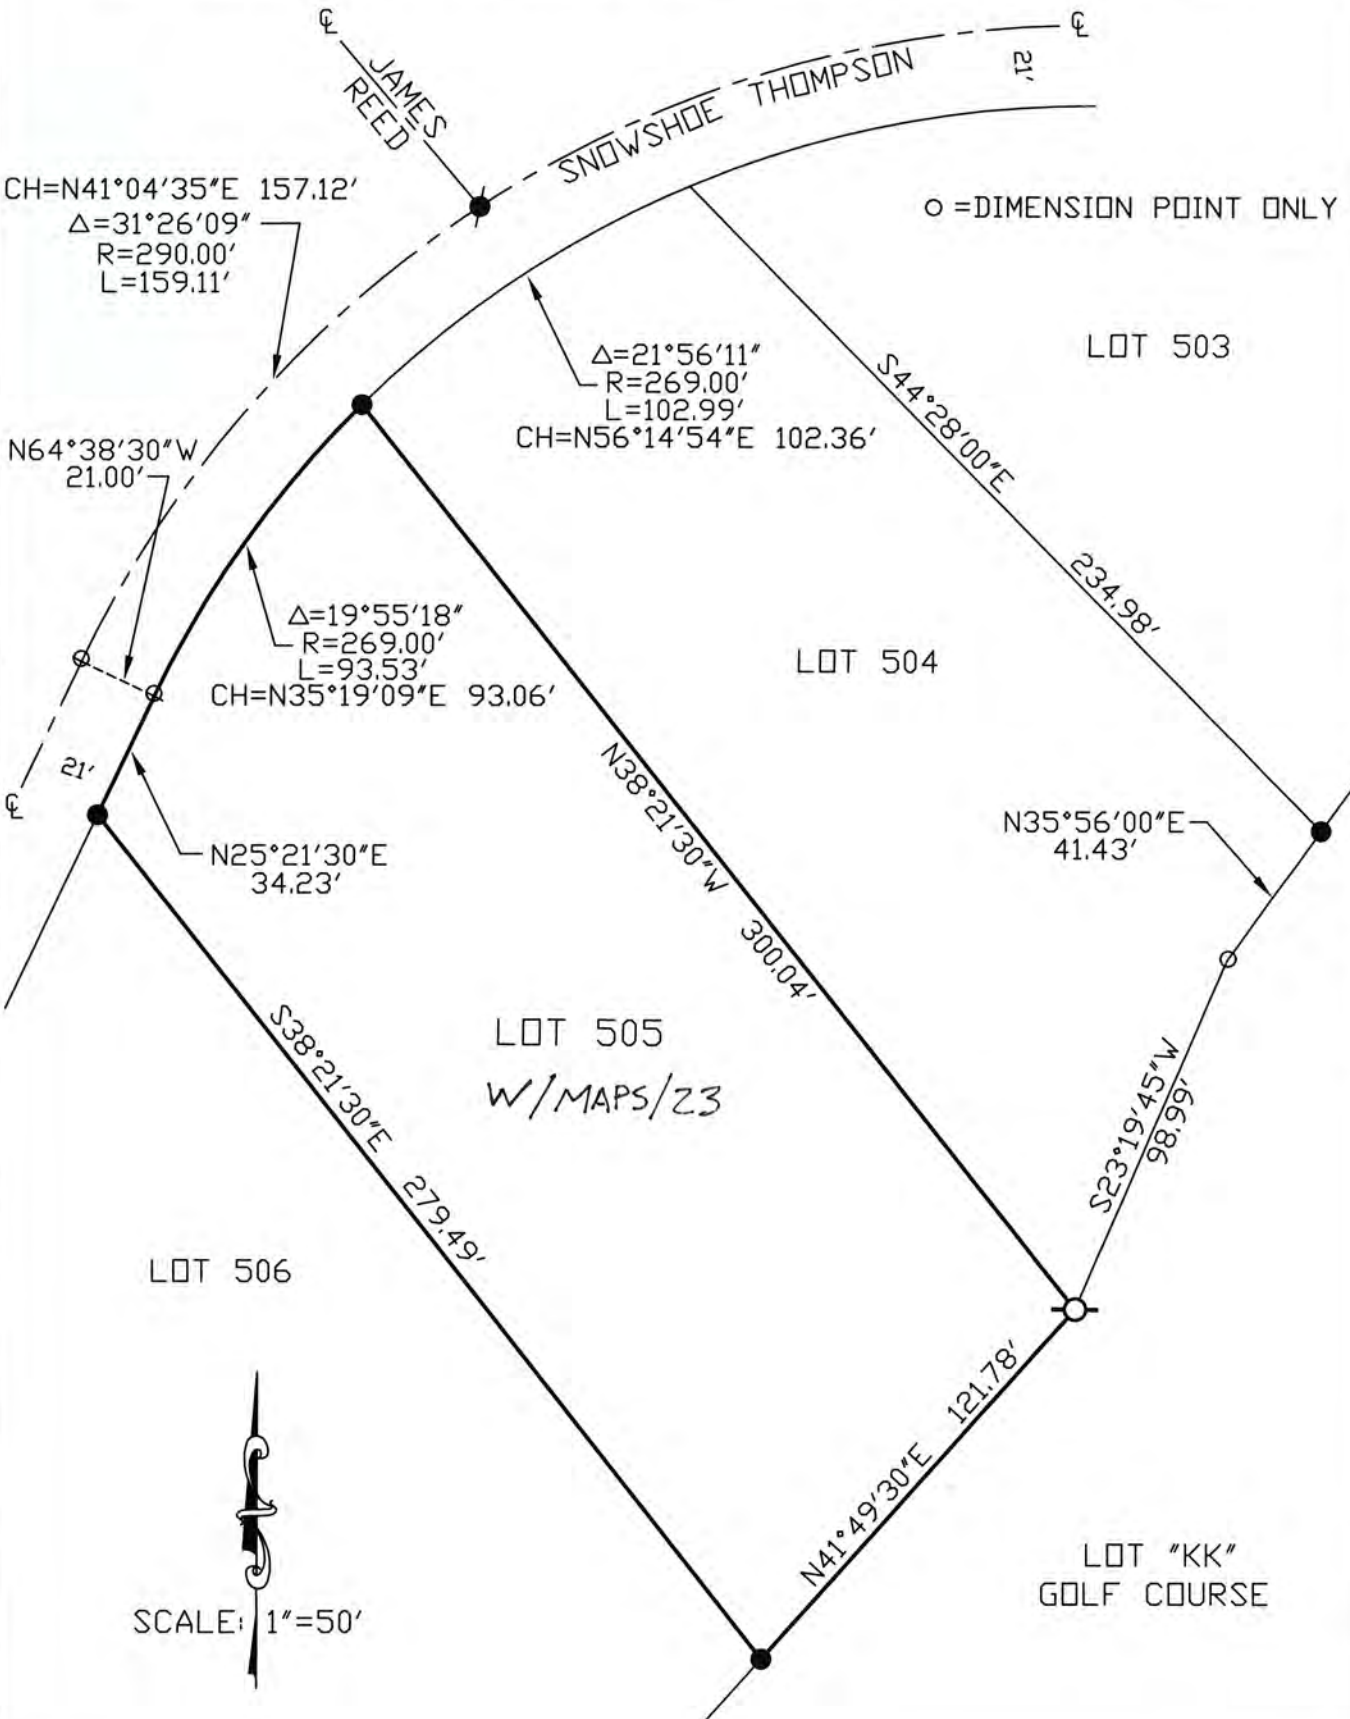 ℄
℄
JAMES
REED
SNOWSHOE THOMPSON
21'
CH=N41°04'35"E 157.12'
Δ=31°26'09"
R=290.00'
L=159.11'
○ =DIMENSION POINT ONLY
LOT 503
Δ=21°56'11"
R=269.00'
L=102.99'
CH=N56°14'54"E 102.36'
S44°28'00"E 234.98'
N64°38'30"W
21.00'
Δ=19°55'18"
R=269.00'
L=93.53'
CH=N35°19'09"E 93.06'
LOT 504
21'
℄
N25°21'30"E
34.23'
N38°21'30"W 300.04'
N35°56'00"E
41.43'
LOT 505
W/MAPS/23
S38°21'30"E 279.49'
S23°19'45"W
98.99'
LOT 506
N41°49'30"E 121.78'
LOT "KK"
GOLF COURSE
SCALE: 1"=50'